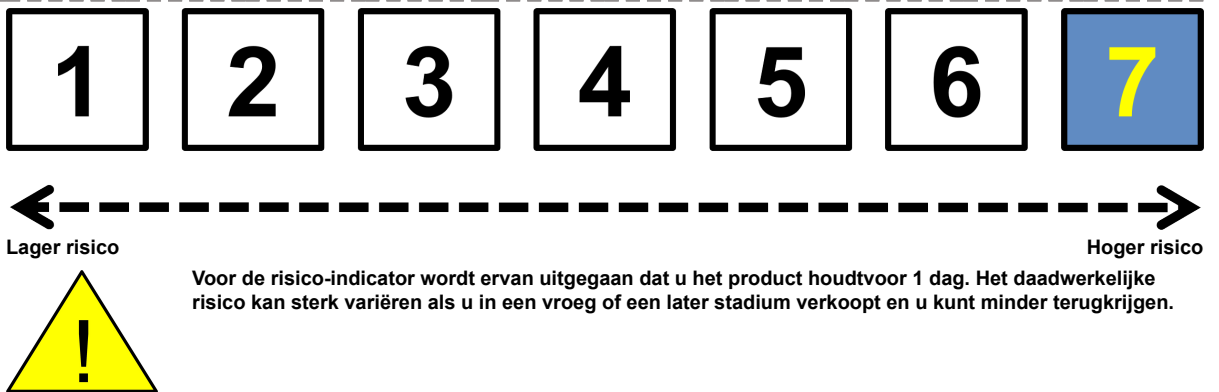 1 2 3 4 5 6 7
Lager risico Hoger risico
Voor de risico-indicator wordt ervan uitgegaan dat u het product houdtvoor 1 dag. Het daadwerkelijke
risico kan sterk variëren als u in een vroeg of een later stadium verkoopt en u kunt minder terugkrijgen.
!